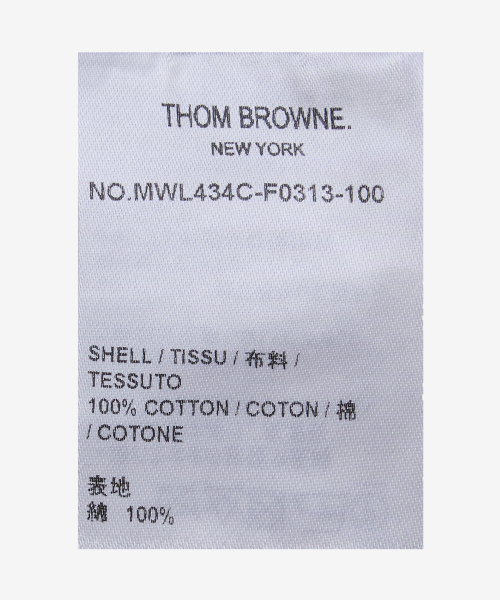 THOM BROWNE.
NEW YORK
NO.MWL434C-F0313-100
SHELL / TISSU / 布料 /
TESSUTO
100% COTTON / COTON / 棉
/ COTONE
表地
綿 100%